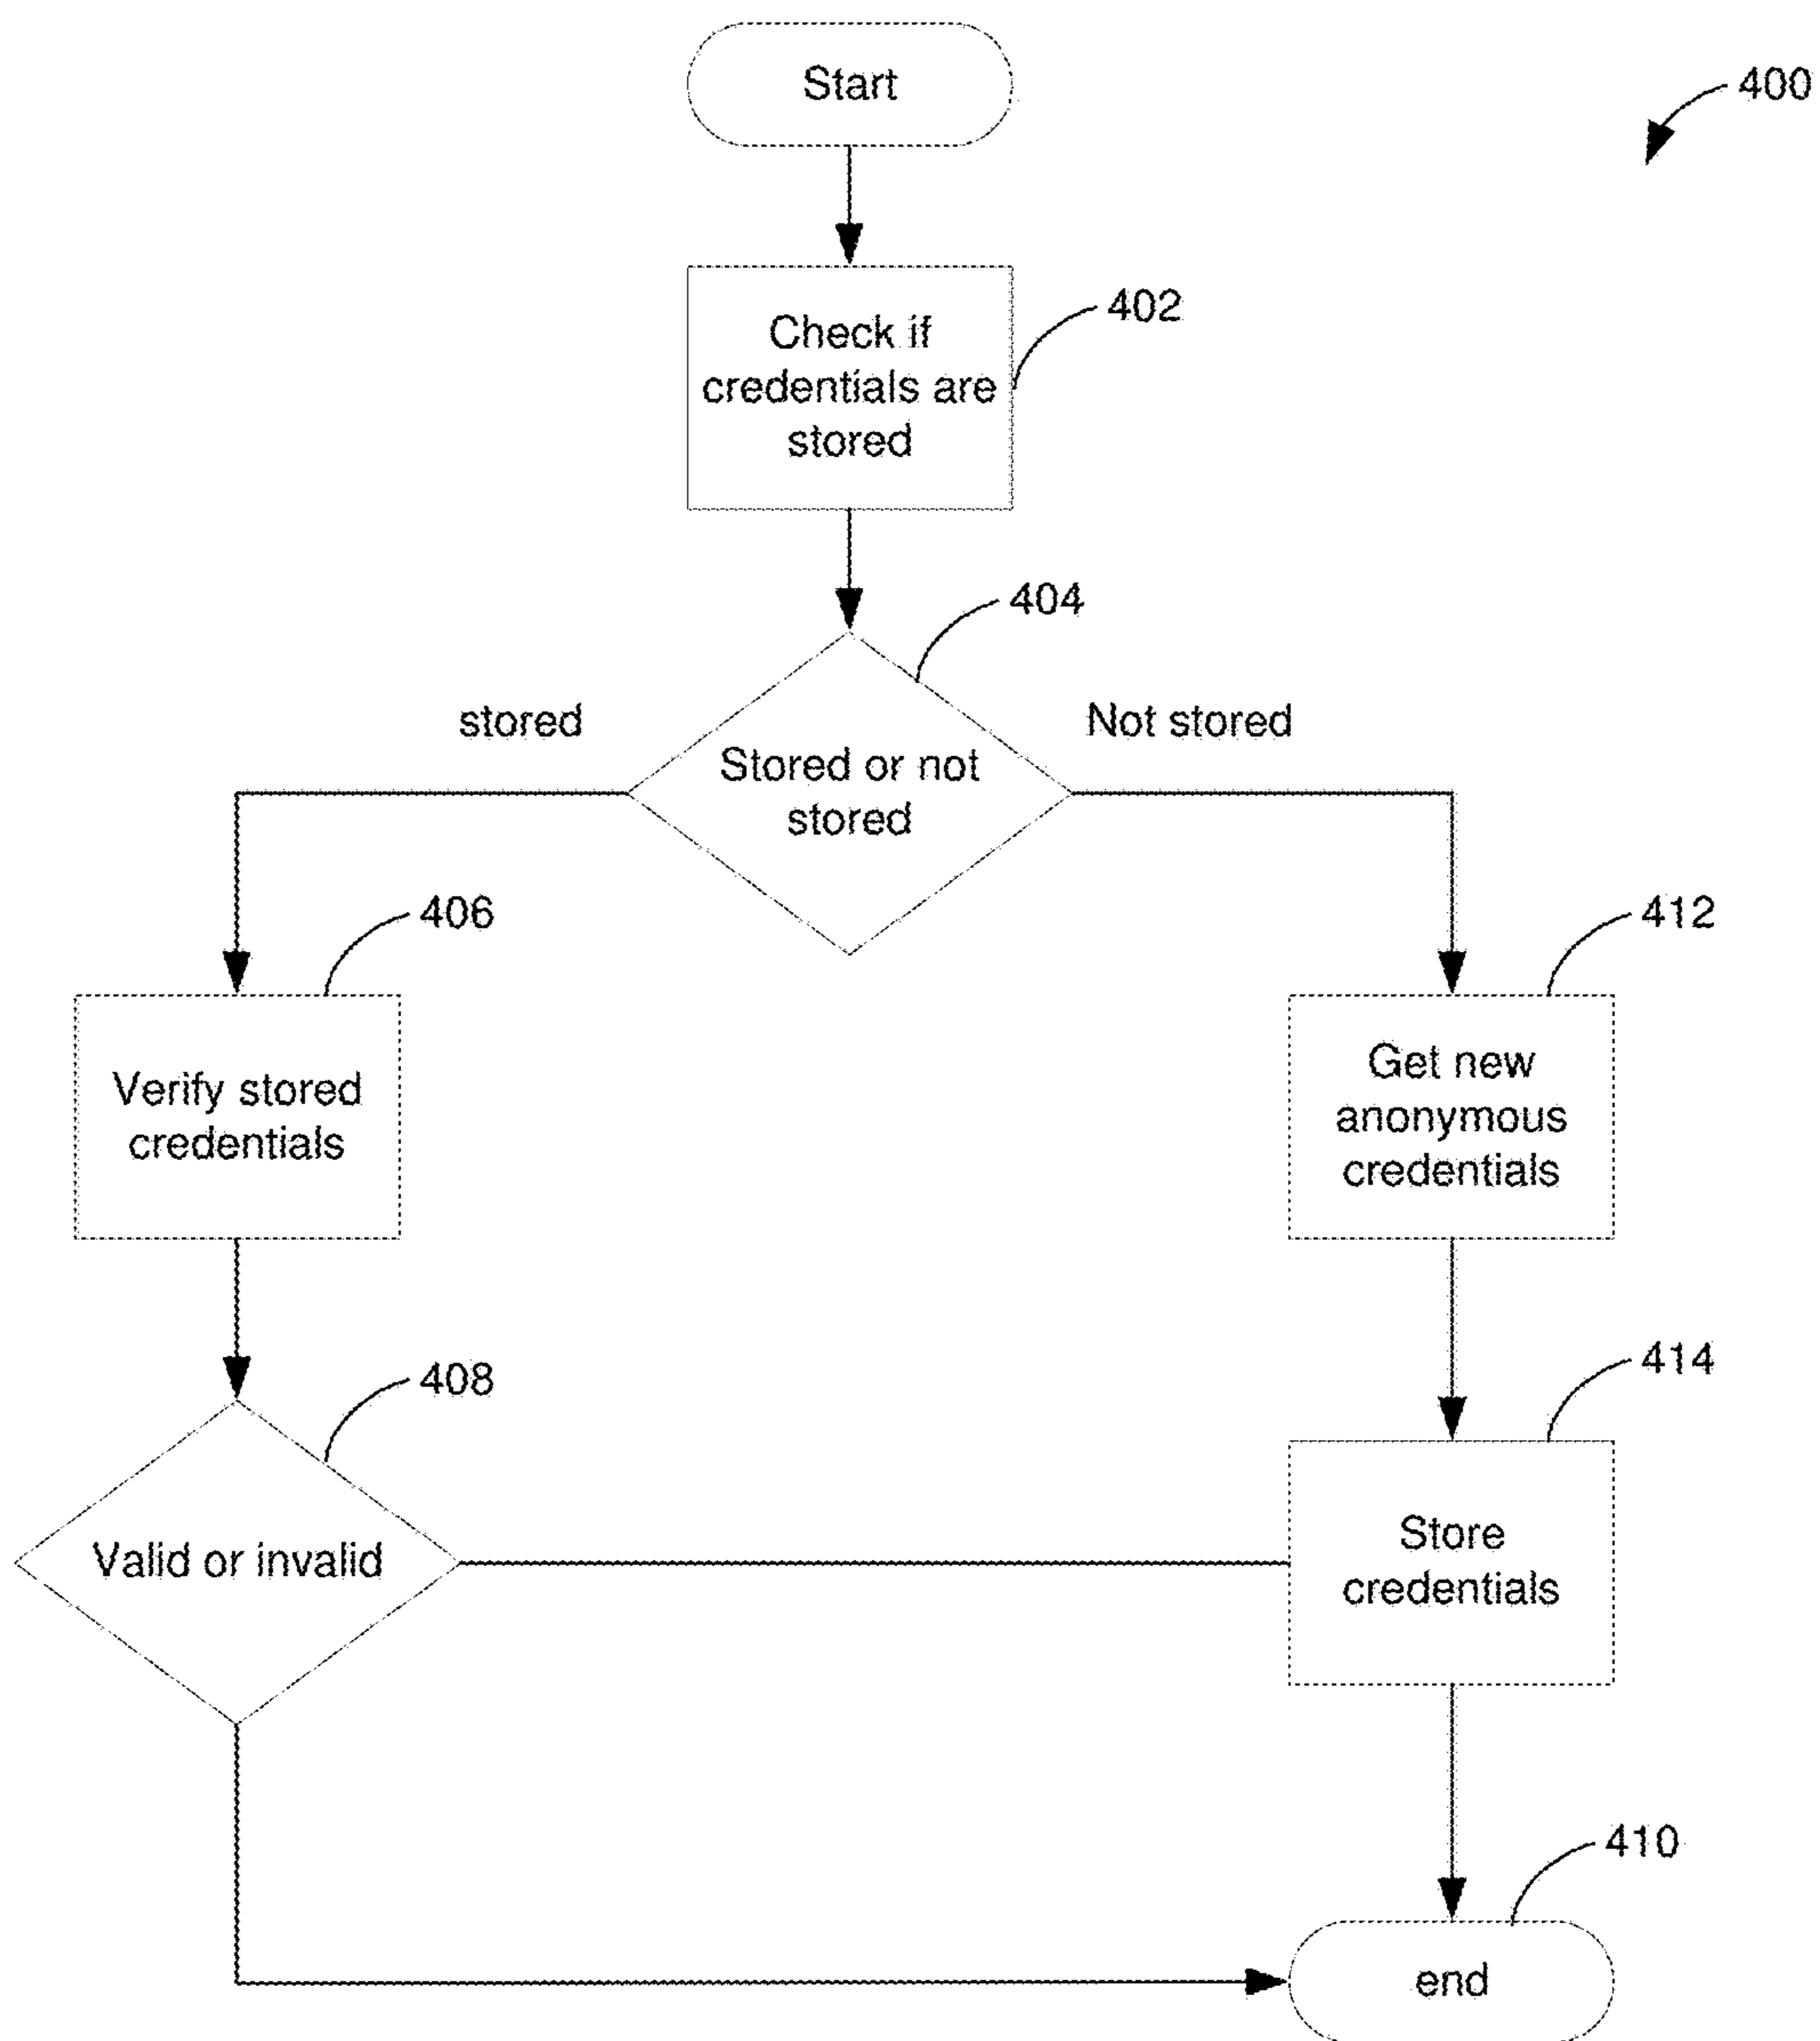 Start
400
Check if
credentials are
stored
402
404
stored
Not stored
Stored or not
stored
406
412
Verify stored
credentials
Get new
anonymous
credentials
408
414
Valid or invalid
Store
credentials
410
end